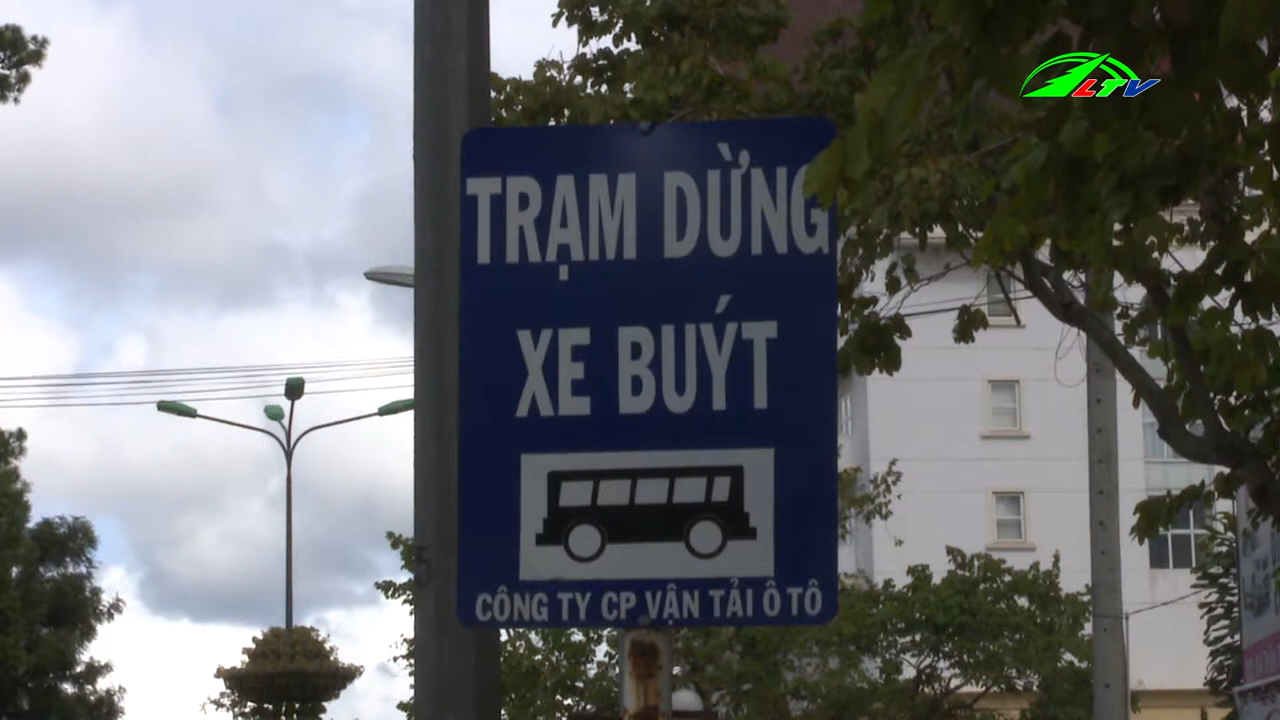 LTV
TRẠM DỪNG
XE BUÝT
CÔNG TY CP VẬN TẢI Ô TÔ